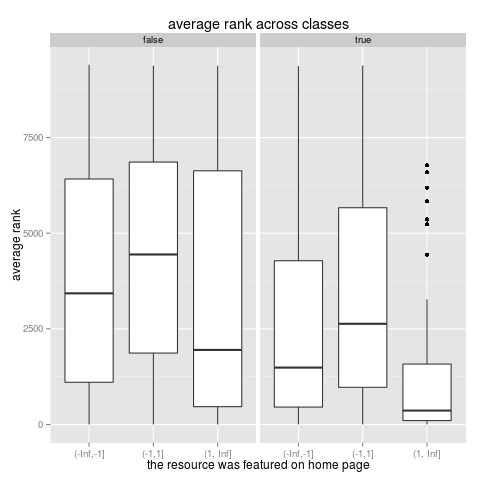 average rank across classes
false true
average rank
7500
5000
2500
0
(-Inf,-1] (-1,1] (1, Inf] (-Inf,-1] (-1,1] (1, Inf]
the resource was featured on home page